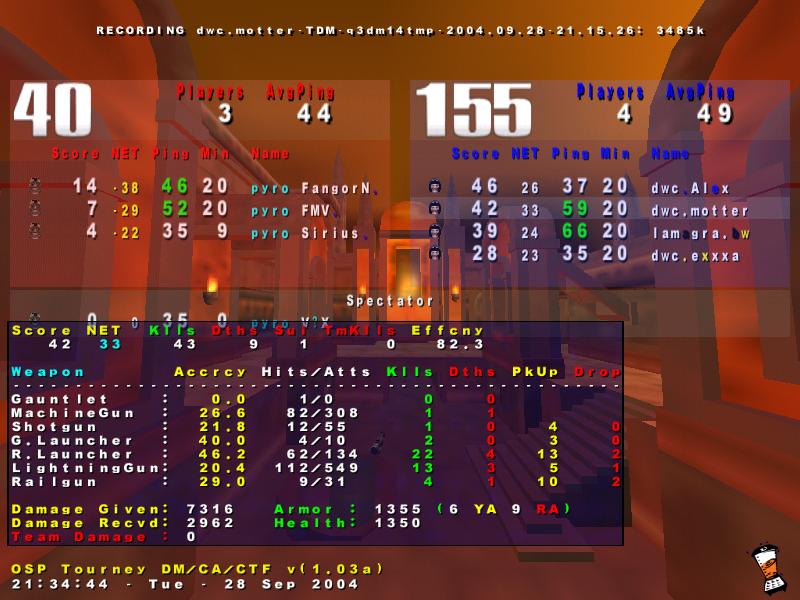 RECORDING dwc.motter-TDM-q3dm14tmp-2004.09.28-21.15.26: 3485k
40 Players AvgPing
3 44
Score NET Ping Min Name
14 -38 46 20 pyro FangorN.
7 -29 52 20 pyro FMV.
4 -22 35 9 pyro Sirius.
155 Players AvgPing
4 49
Score NET Ping Min Name
46 26 37 20 dwc.Alex
42 33 59 20 dwc.motter
39 24 66 20
28 23 35 20 dwc.exxxa
Spectator
0 0 35 0 pyro v?X
Score NET Klls Dths Sui TmKlls Effcny
42 33 43 9 1 0 82.3
Weapon Accrcy Hits/Atts Klls Dths PkUp Drop
Gauntlet : 0.0 1/0 0 0
MachineGun : 26.6 82/308 1 1
Shotgun : 21.8 12/55 1 0 4 0
G.Launcher : 40.0 4/10 2 0 3 0
R.Launcher : 46.2 62/134 22 4 13 2
LightningGun: 20.4 112/549 13 3 5 1
Railgun : 29.0 9/31 4 1 10 2
Damage Given: 7316 Armor : 1355 (6 YA 9 RA)
Damage Recvd: 2962 Health: 1350
Team Damage : 0
OSP Tourney DM/CA/CTF v(1.03a)
21:34:44 - Tue - 28 Sep 2004